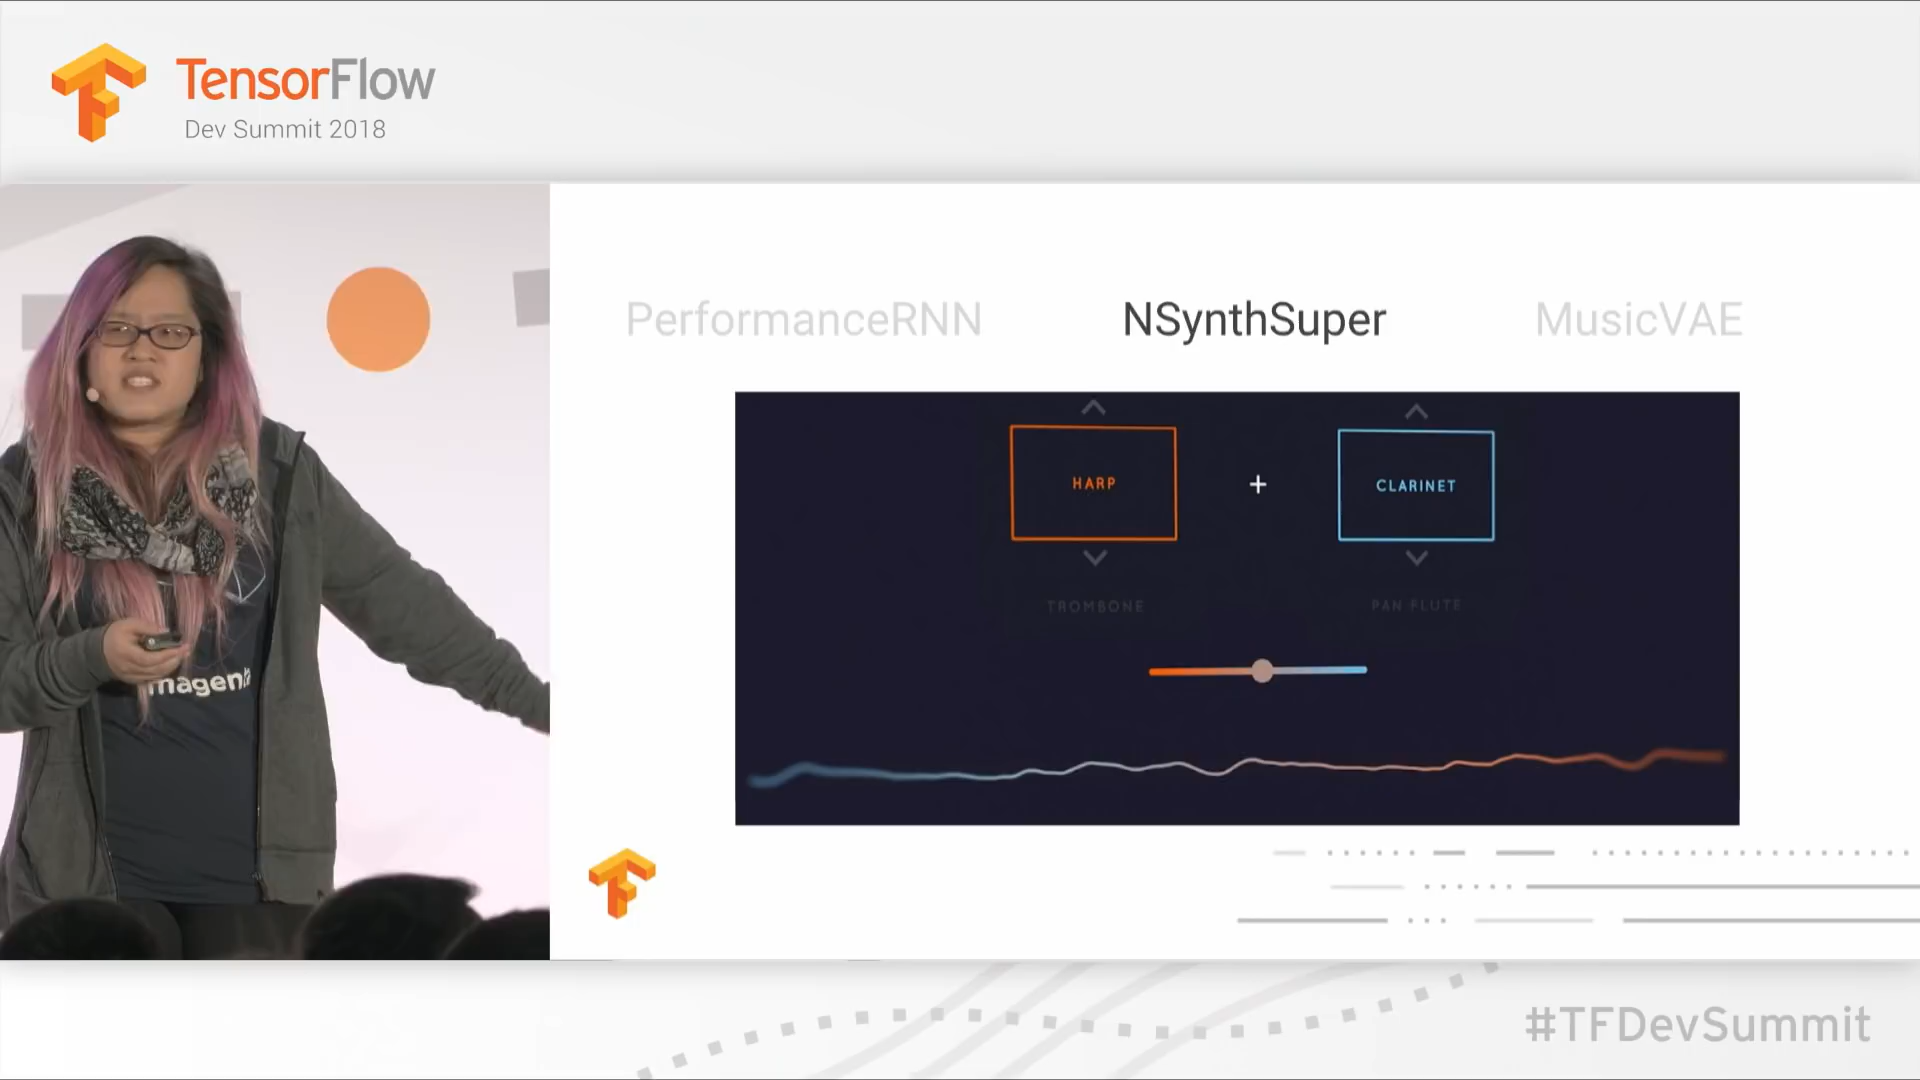 TensorFlow
Dev Summit 2018
PerformanceRNN
NSynthSuper
MusicVAE
HARP
+
CLARINET
TROMBONE
PAN FLUTE
magenta
#TFDevSummit